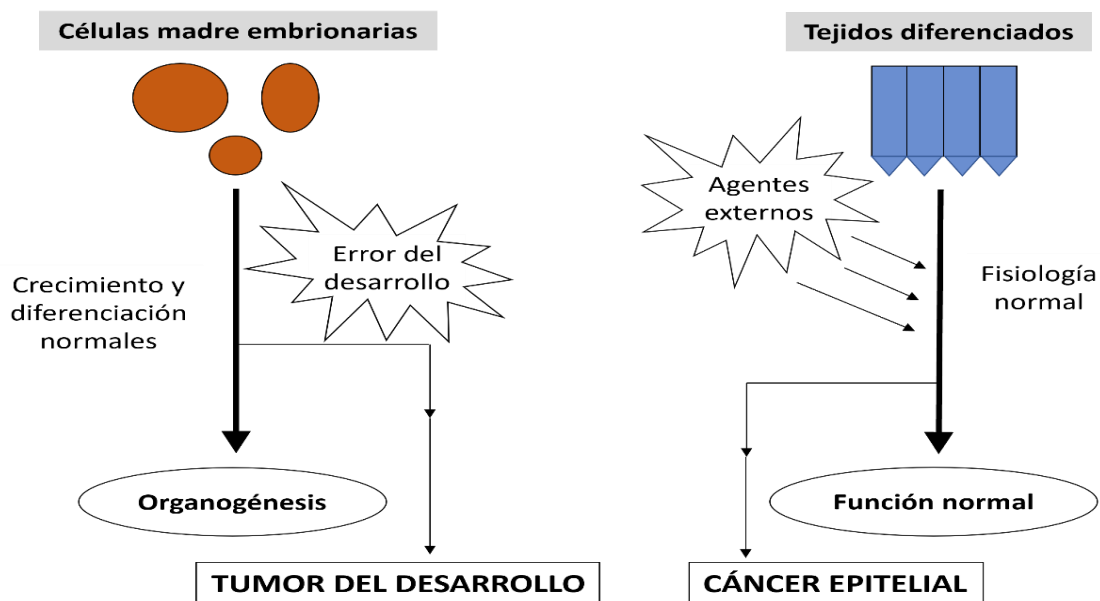 Células madre embrionarias
Error del
desarrollo
Crecimiento y
diferenciación
normales
Organogénesis
TUMOR DEL DESARROLLO
Tejidos diferenciados
Agentes
externos
Fisiología
normal
Función normal
CÁNCER EPITELIAL